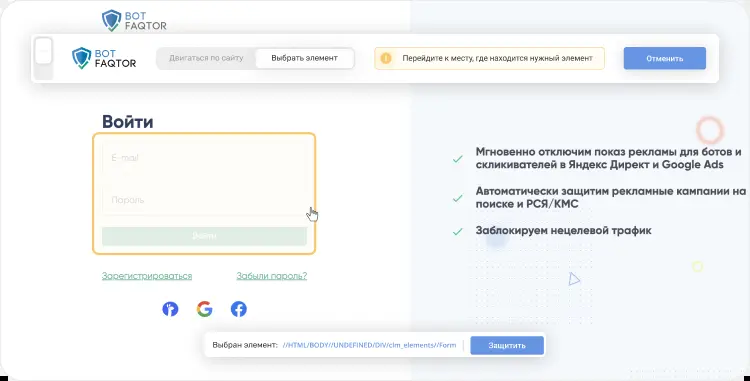 BOT
FAQTOR
BOT
FAQTOR
Двигаться по сайту
Выбрать элемент
Перейдите к месту, где находится нужный элемент
Отменить
Войти
E-mail
Пароль
Войти
Зарегистрироваться
Забыли пароль?
Мгновенно отключим показ рекламы для ботов и
скликивателей в Яндекс Директ и Google Ads
Автоматически защитим рекламные кампании на
поиске и РСЯ/КМС
Заблокируем нецелевой трафик
Выбран элемент: //HTML/BODY//UNDEFINED/DIV/clm_elements//Form
Защитить